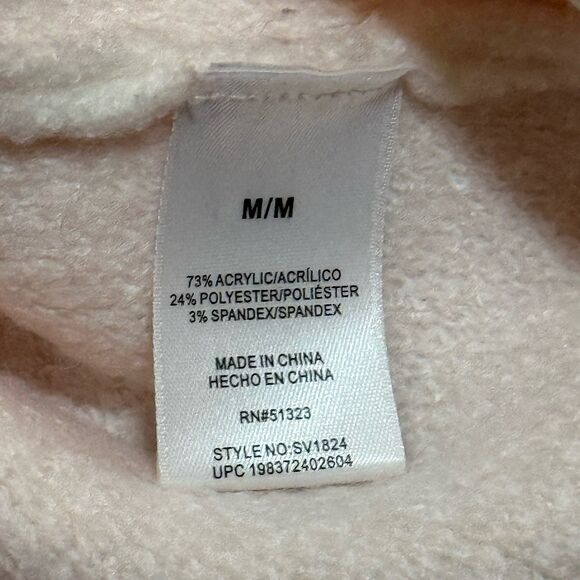 M/M
73% ACRYLIC/ACRÍLICO
24% POLYESTER/POLIÉSTER
3% SPANDEX/SPANDEX
MADE IN CHINA
HECHO EN CHINA
RN#51323
STYLE NO:SV1824
UPC 198372402604